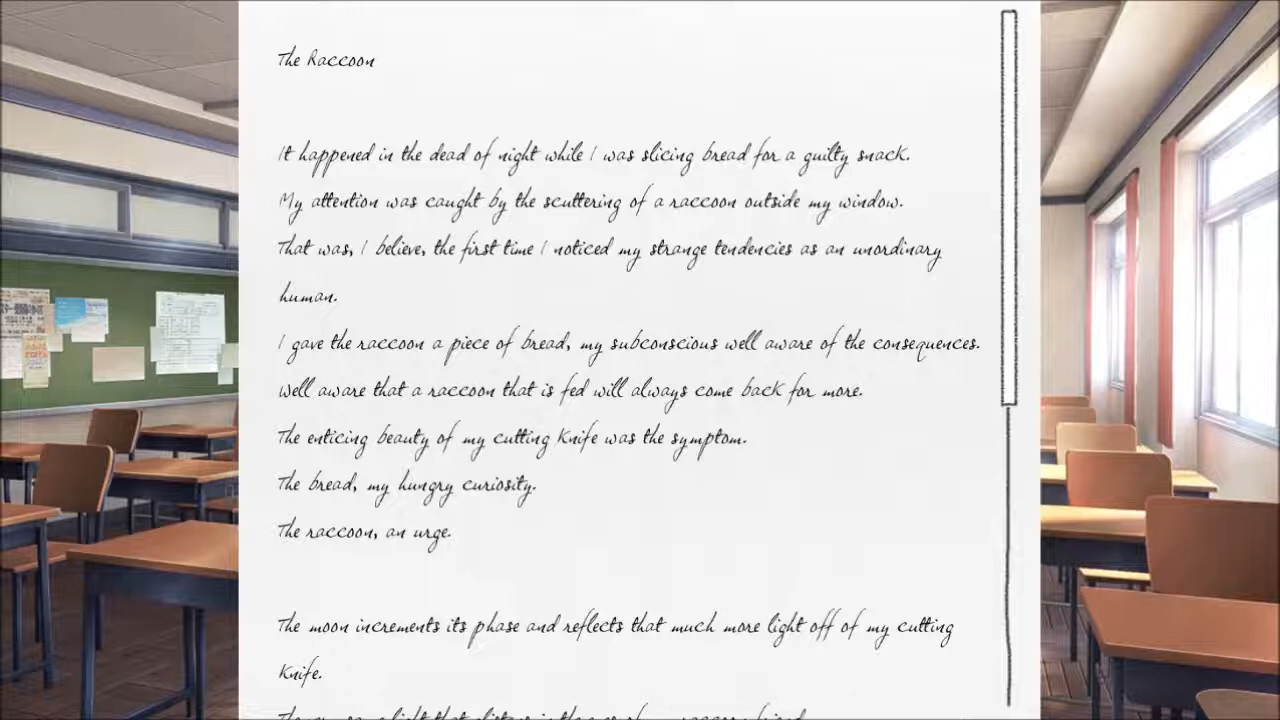 The Raccoon
It happened in the dead of night while I was slicing bread for a guilty snack.
My attention was caught by the scuttering of a raccoon outside my window.
That was, I believe, the first time I noticed my strange tendencies as an unordinary
human.
I gave the raccoon a piece of bread, my subconscious well aware of the consequences.
Well aware that a raccoon that is fed will always come back for more.
The enticing beauty of my cutting knife was the symptom.
The bread, my hungry curiosity.
The raccoon, an urge.
The moon increments its phase and reflects that much more light off of my cutting
knife.